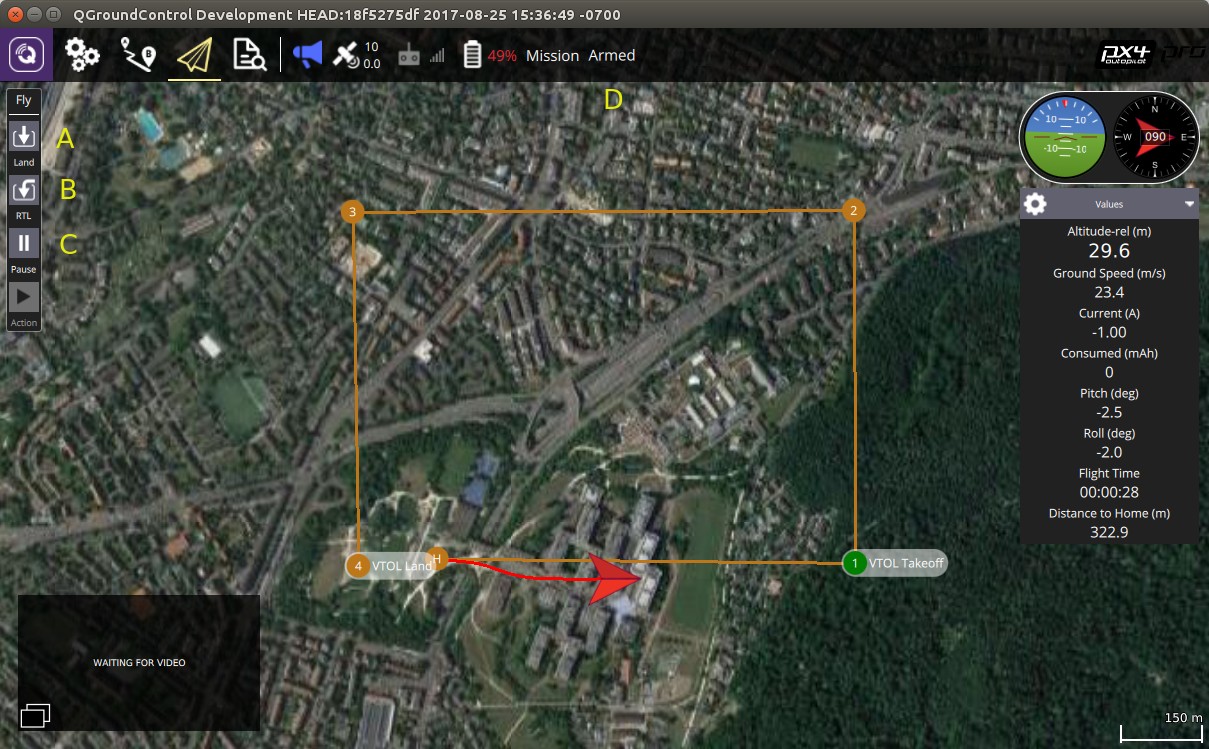 QGroundControl Development HEAD:18f5275df 2017-08-25 15:36:49 -0700
B
10
0.0
49% Mission Armed
px4 pro
autopilot
Fly
Land
RTL
Pause
Action
A
B
C
D
3
2
4 VTOL Land
H
1 VTOL Takeoff
10 10
-10 -10
N
W 090 E
S
Values
Altitude-rel (m)
29.6
Ground Speed (m/s)
23.4
Current (A)
-1.00
Consumed (mAh)
0
Pitch (deg)
-2.5
Roll (deg)
-2.0
Flight Time
00:00:28
Distance to Home (m)
322.9
WAITING FOR VIDEO
150 m